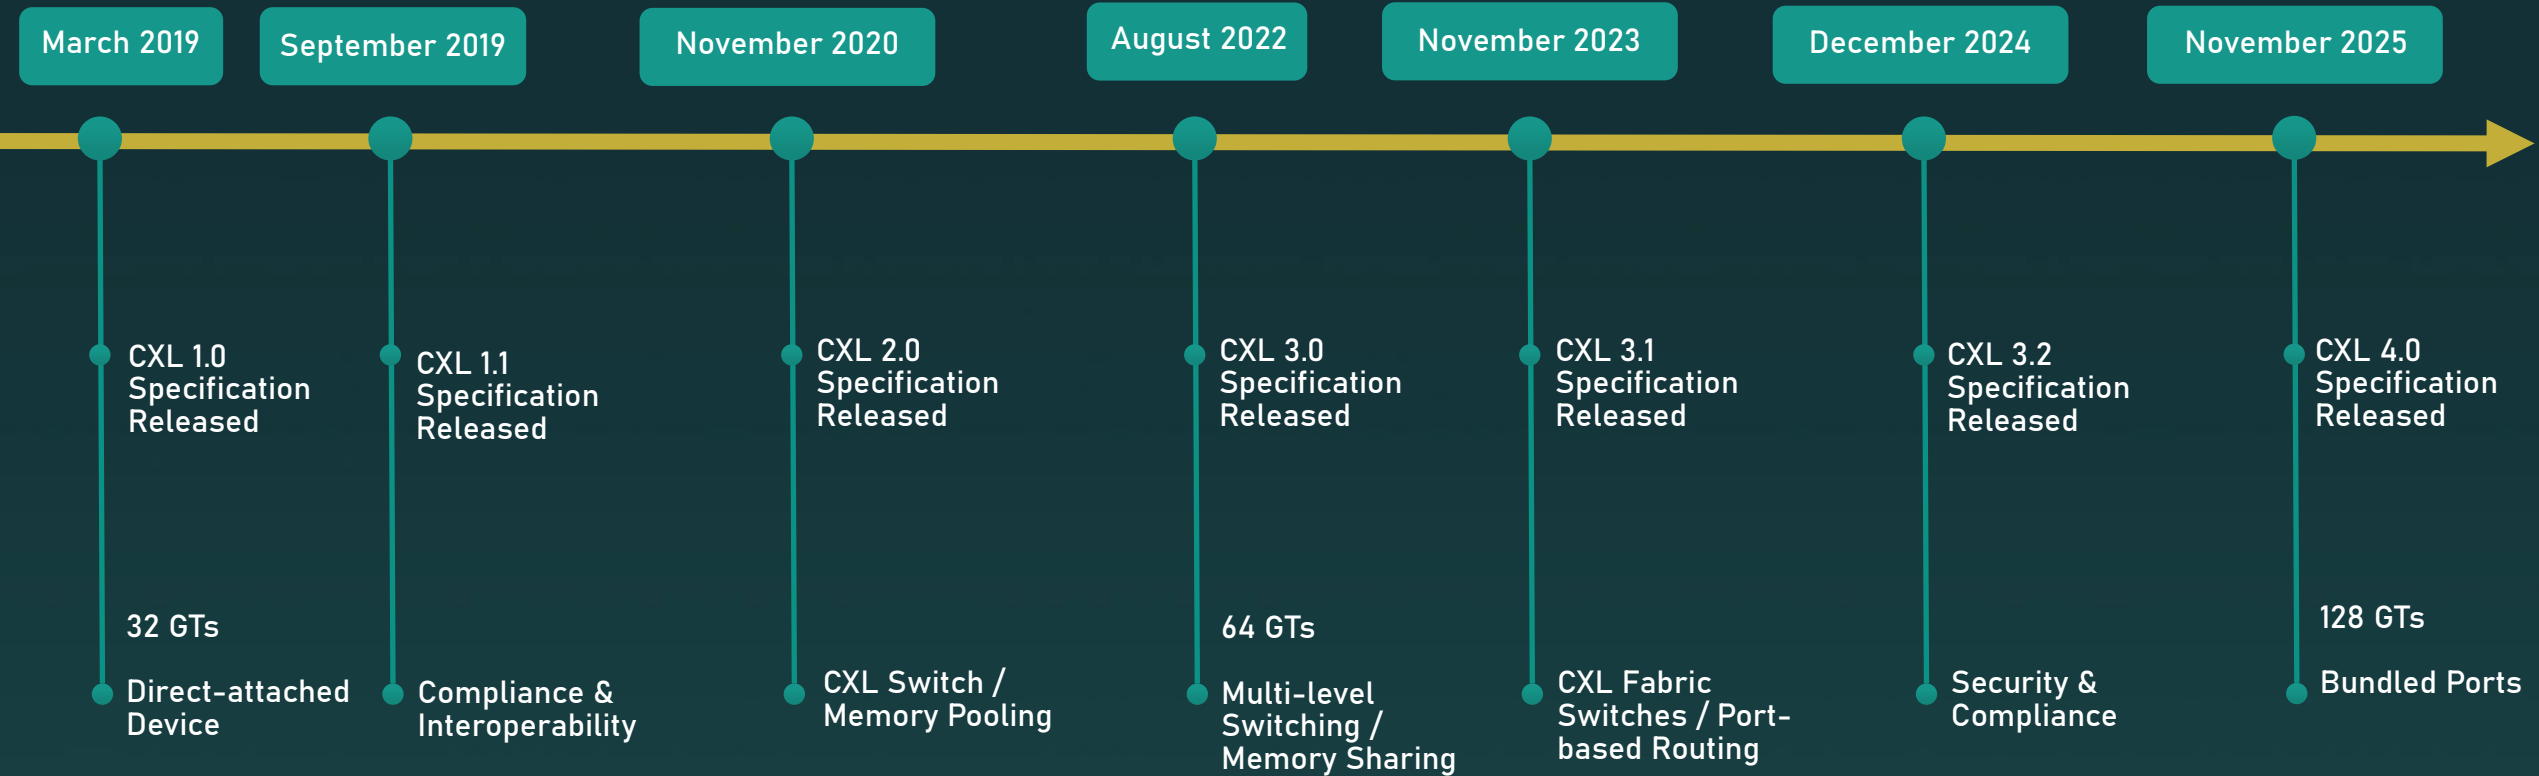 March 2019
September 2019
November 2020
August 2022
November 2023
December 2024
November 2025
CXL 1.0
Specification
Released
CXL 1.1
Specification
Released
CXL 2.0
Specification
Released
CXL 3.0
Specification
Released
CXL 3.1
Specification
Released
CXL 3.2
Specification
Released
CXL 4.0
Specification
Released
32 GTs
Direct-attached
Device
Compliance &
Interoperability
CXL Switch /
Memory Pooling
64 GTs
Multi-level
Switching /
Memory Sharing
CXL Fabric
Switches / Port-
based Routing
Security &
Compliance
128 GTs
Bundled Ports